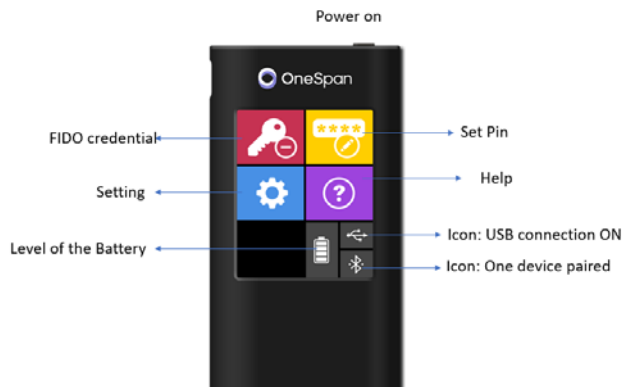 Power on
OneSpan
FIDO credential
****
Set Pin
Setting
?
Help
Level of the Battery
Icon: USB connection ON
Icon: One device paired